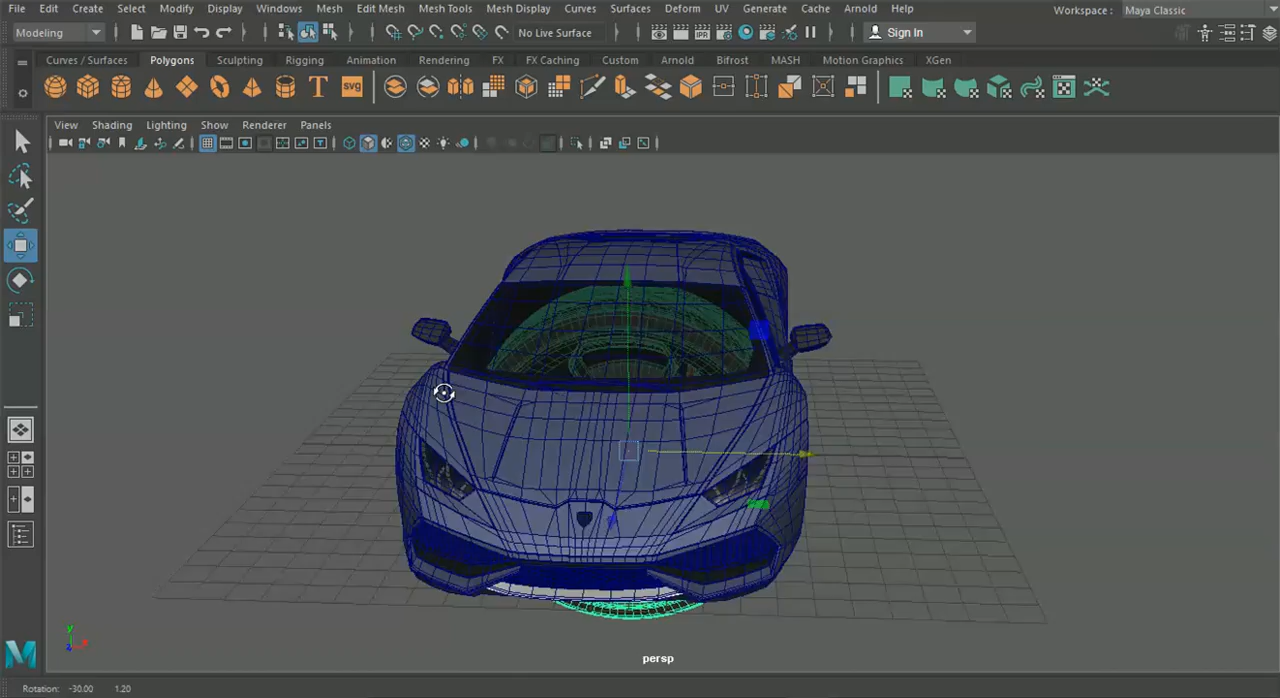 File Edit Create Select Modify Display Windows Mesh Edit Mesh Mesh Tools Mesh Display Curves Surfaces Deform UV Generate Cache Arnold Help Workspace : Maya Classic
Modeling No Live Surface Sign In
Curves / Surfaces Polygons Sculpting Rigging Animation Rendering FX FX Caching Custom Arnold Bifrost MASH Motion Graphics XGen
T SVG
View Shading Lighting Show Renderer Panels
persp
y
M
Rotation: -30.00 1.20